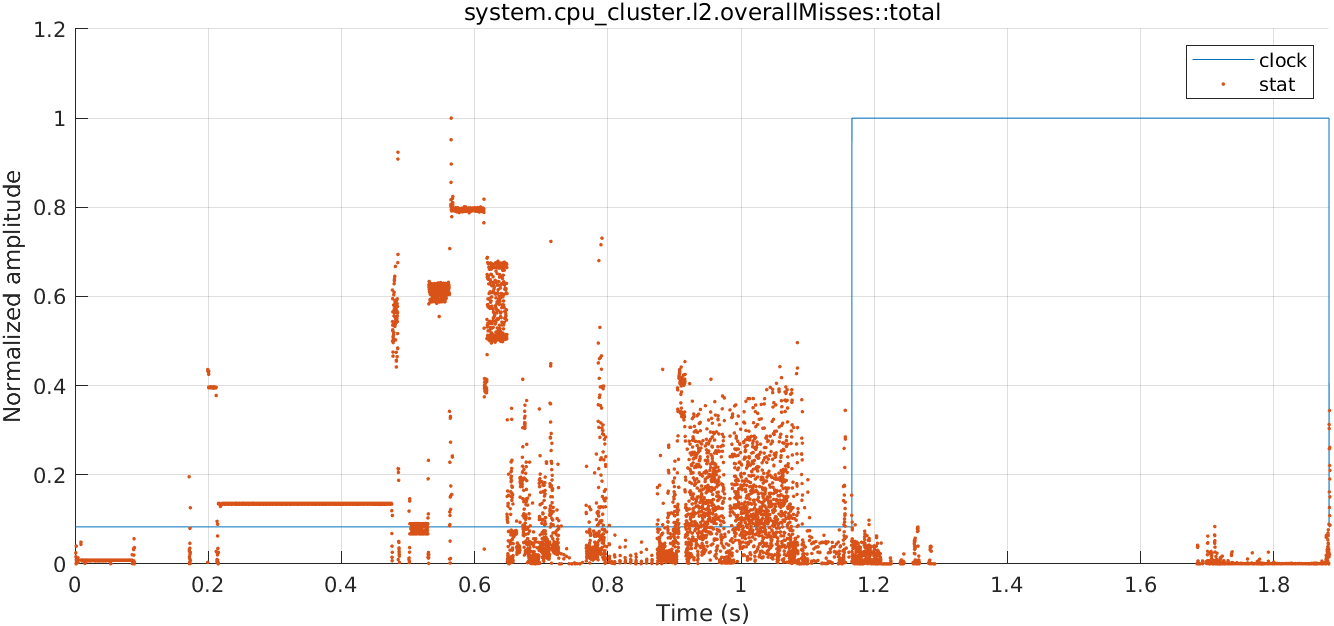 system.cpu_cluster.l2.overallMisses::total
1.2
1
0.8
0.6
0.4
0.2
0
Normalized amplitude
clock
stat
0 0.2 0.4 0.6 0.8 1 1.2 1.4 1.6 1.8
Time (s)